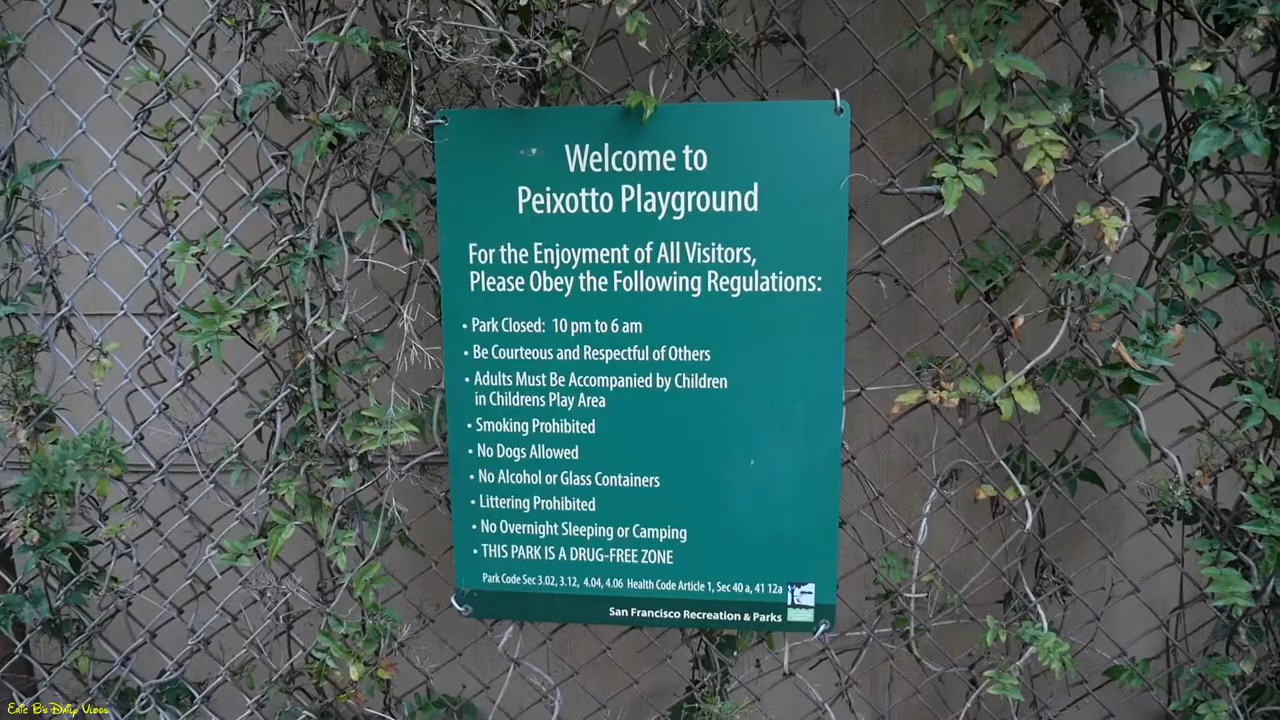 Welcome to
Peixotto Playground
For the Enjoyment of All Visitors,
Please Obey the Following Regulations:
• Park Closed: 10 pm to 6 am
• Be Courteous and Respectful of Others
• Adults Must Be Accompanied by Children
in Childrens Play Area
• Smoking Prohibited
• No Dogs Allowed
• No Alcohol or Glass Containers
• Littering Prohibited
• No Overnight Sleeping or Camping
• THIS PARK IS A DRUG-FREE ZONE
Park Code Sec 3.02, 3.12, 4.04, 4.06 Health Code Article 1, Sec 40 a, 41 12a
San Francisco Recreation & Parks
Eric B's Daily Vlogs